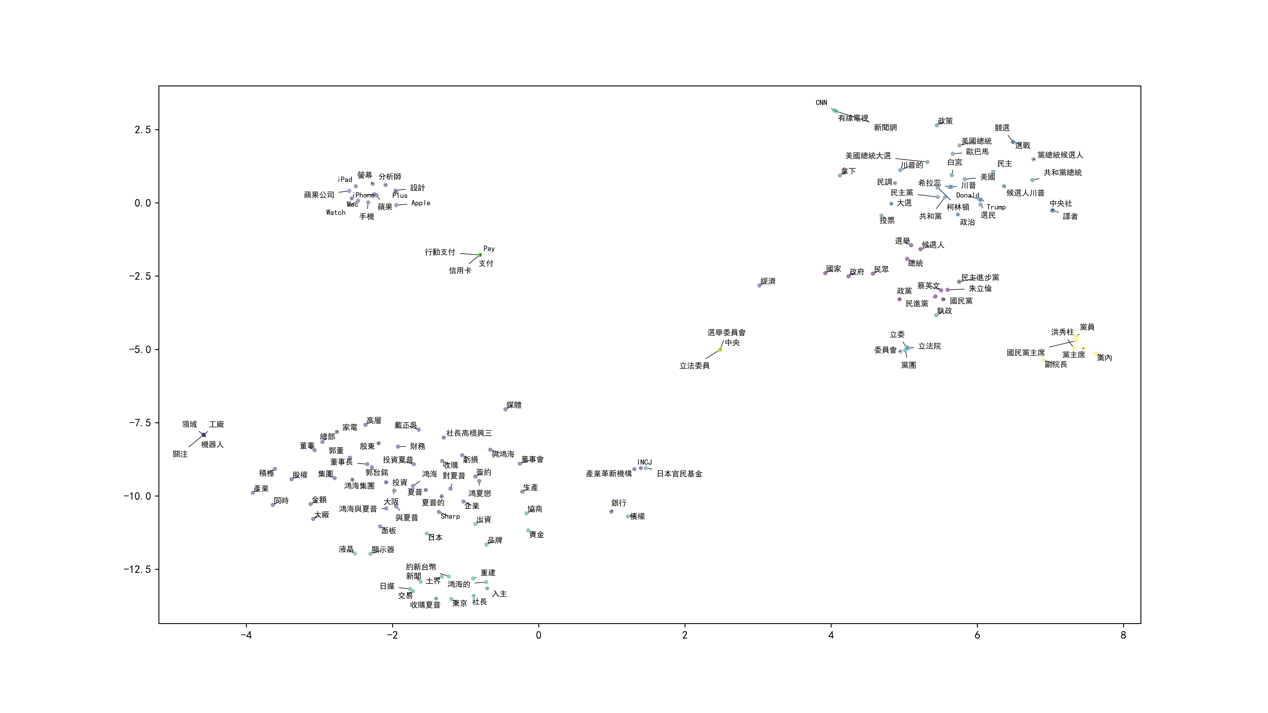 CNN
有線電視
新聞網
政策
競選
選戰
美國總統
歐巴馬
黨總統候選人
美國總統大選
川普的
白宮
民主
拿下
共和黨總統
民調
希拉蕊
川普
美國
民主黨
Donald
候選人川普
大選
柯林頓
Trump
中央社
投票
共和黨
選民
譯者
政治
iPad
螢幕
分析師
蘋果公司
iPhone
Plus
設計
Mac
蘋果
Apple
Watch
手機
行動支付
Pay
支付
信用卡
選舉
候選人
總統
國家
政府
民眾
經濟
民主進步黨
蔡英文
朱立倫
政黨
民進黨
國民黨
執政
選舉委員會
中央
立法委員
立委
委員會
立法院
黨團
洪秀柱
黨員
國民黨主席
黨主席
副院長
黨內
媒體
領域
工廠
機器人
關注
家電
高層
戴正吳
社長高橋興三
總部
董事
郭董
股東
財務
與鴻海
董事長
投資夏普
收購
虧損
董事會
積極
股權
集團
郭台銘
鴻海
對夏普
簽約
鴻海集團
投資
夏普
鴻夏戀
生產
產業
同時
金額
大阪
夏普的
企業
鴻海與夏普
與夏普
Sharp
大廠
面板
出資
協商
資金
日本
品牌
液晶
顯示器
INCJ
產業革新機構
日本官民基金
銀行
債權
約新台幣
新聞
土界
鴻海的
重建
日媒
交易
入主
收購夏普
東京
社長
2.5
0.0
−2.5
−5.0
−7.5
−10.0
−12.5
−4
−2
0
2
4
6
8